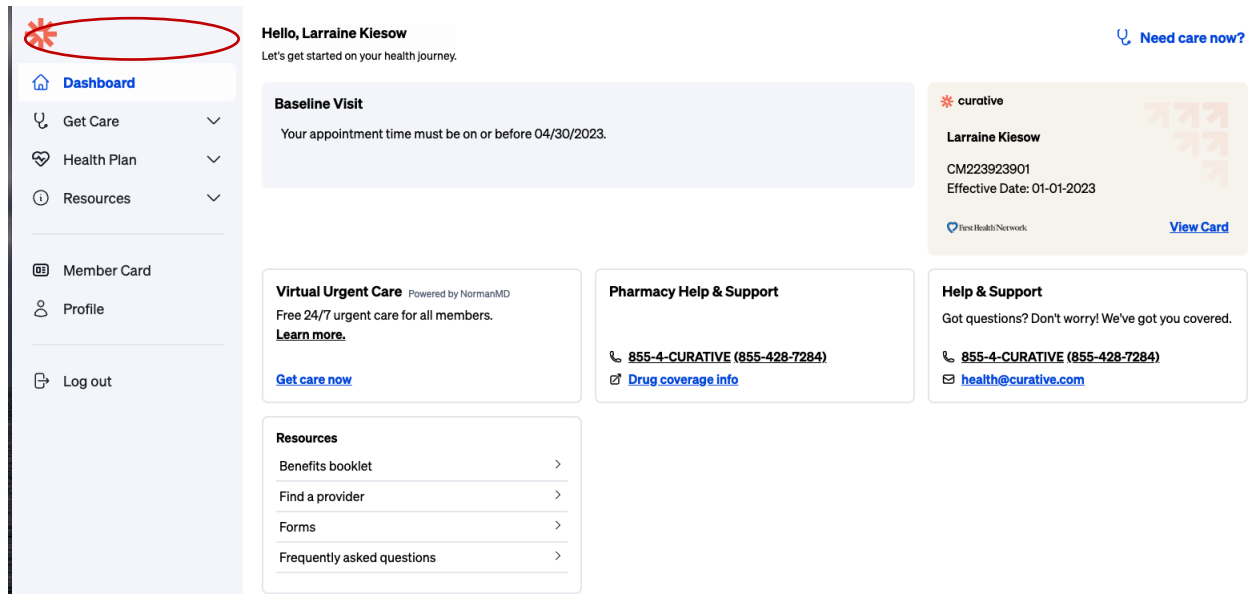 Hello, Larraine Kiesow
Let's get started on your health journey.
Need care now?
Dashboard
Get Care
Health Plan
Resources
Member Card
Profile
Log out
Baseline Visit
Your appointment time must be on or before 04/30/2023.
curative
Larraine Kiesow
CM223923901
Effective Date: 01-01-2023
First Health Network
View Card
Virtual Urgent Care Powered by NormanMD
Free 24/7 urgent care for all members.
Learn more.
Get care now
Pharmacy Help & Support
855-4-CURATIVE (855-428-7284)
Drug coverage info
Help & Support
Got questions? Don't worry! We've got you covered.
855-4-CURATIVE (855-428-7284)
health@curative.com
Resources
Benefits booklet
Find a provider
Forms
Frequently asked questions